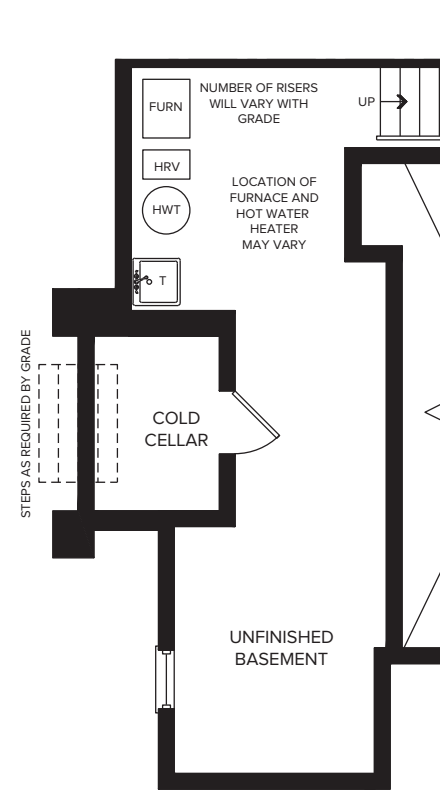 FURN
NUMBER OF RISERS
WILL VARY WITH
GRADE
UP
HRV
HWT
LOCATION OF
FURNACE AND
HOT WATER
HEATER
MAY VARY
T
STEPS AS REQUIRED BY GRADE
COLD
CELLAR
UNFINISHED
BASEMENT